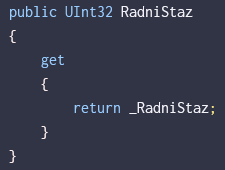 public UInt32 RadniStaz
{
    get
    {
        return _RadniStaz;
    }
}